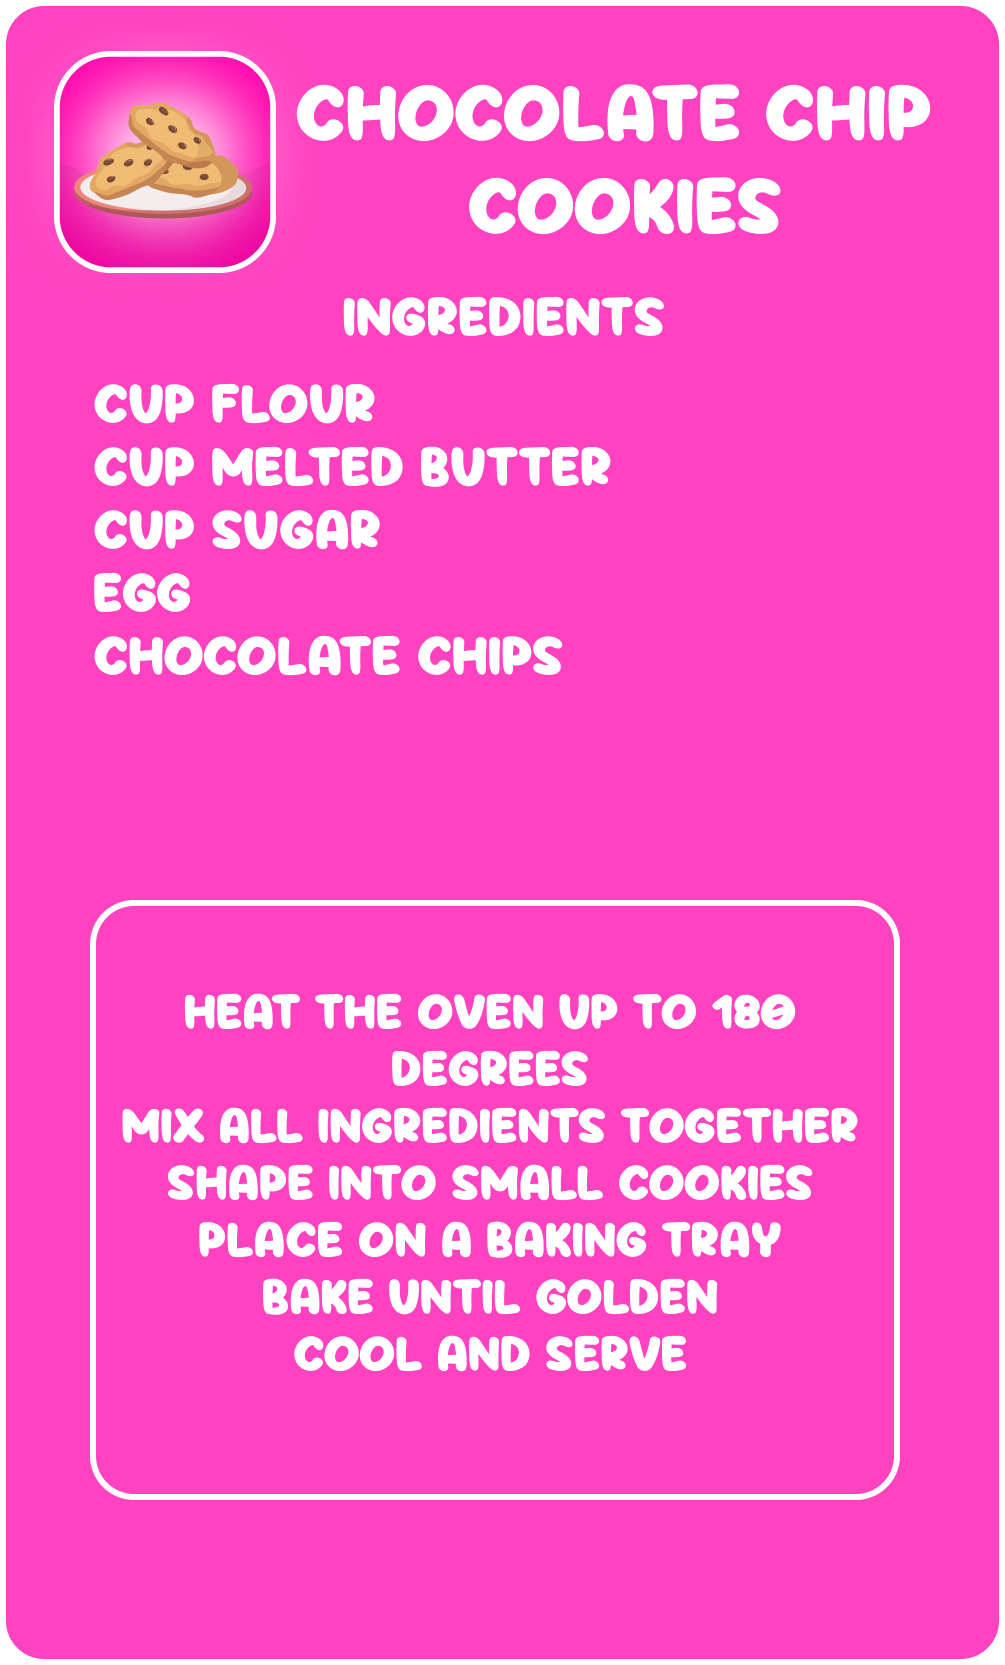 CHOCOLATE CHIP
COOKIES
INGREDIENTS
CUP FLOUR
CUP MELTED BUTTER
CUP SUGAR
EGG
CHOCOLATE CHIPS
HEAT THE OVEN UP TO 180
DEGREES
MIX ALL INGREDIENTS TOGETHER
SHAPE INTO SMALL COOKIES
PLACE ON A BAKING TRAY
BAKE UNTIL GOLDEN
COOL AND SERVE